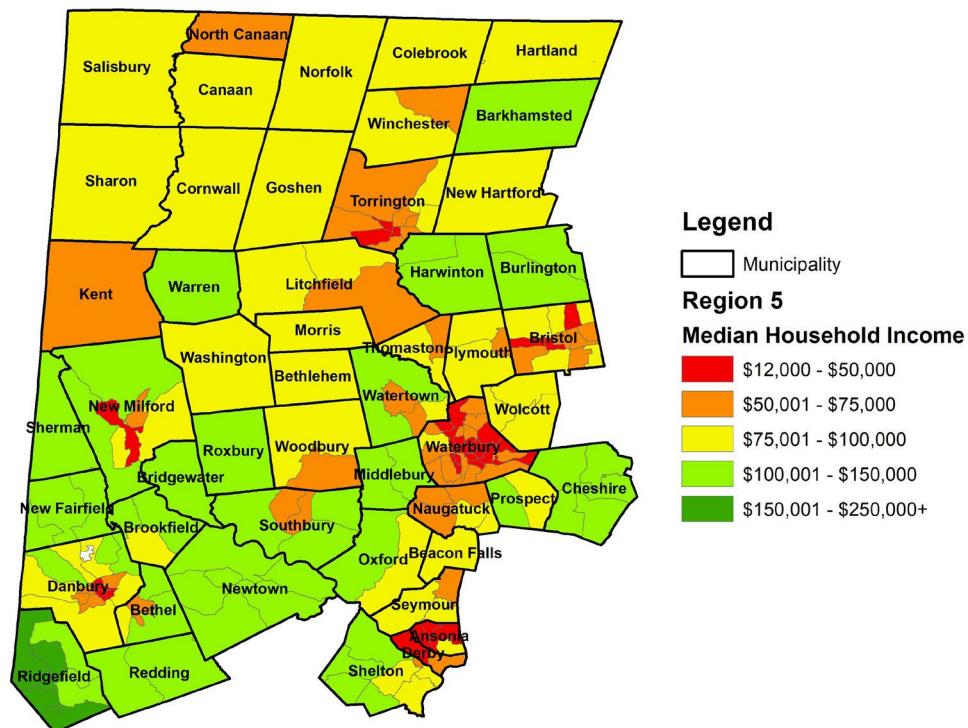 North Canaan
Colebrook
Hartland
Salisbury
Norfolk
Canaan
Barkhamsted
Winchester
Sharon
Cornwall
Goshen
Torrington
New Hartford
Legend
Municipality
Region 5
Median Household Income
$12,000 - $50,000
$50,001 - $75,000
$75,001 - $100,000
$100,001 - $150,000
$150,001 - $250,000+
Kent
Warren
Litchfield
Harwinton
Burlington
Morris
Washington
Thomaston
Plymouth
Bristol
Bethlehem
New Milford
Watertown
Wolcott
Sherman
Roxbury
Woodbury
Waterbury
Bridgewater
Middlebury
Cheshire
New Fairfield
Brookfield
Southbury
Naugatuck
Prospect
Oxford
Beacon Falls
Danbury
Bethel
Newtown
Seymour
Ansonia
Derby
Ridgefield
Redding
Shelton